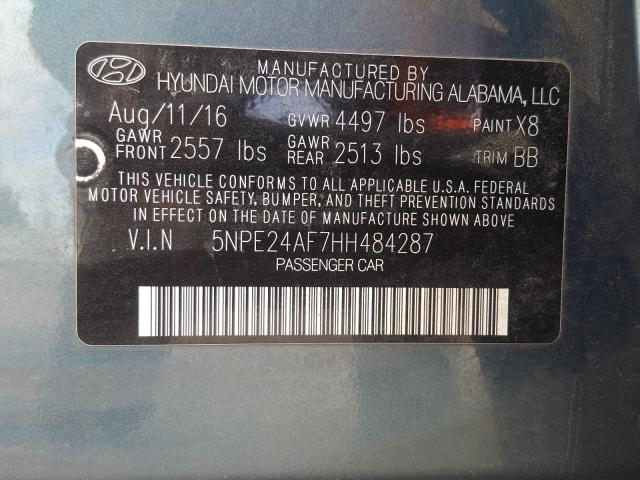 MANUFACTURED BY
HYUNDAI MOTOR MANUFACTURING ALABAMA, LLC
Aug/11/16 GVWR 4497 lbs PAINT X8
GAWR FRONT 2557 lbs GAWR REAR 2513 lbs TRIM BB
THIS VEHICLE CONFORMS TO ALL APPLICABLE U.S.A. FEDERAL
MOTOR VEHICLE SAFETY, BUMPER, AND THEFT PREVENTION STANDARDS
IN EFFECT ON THE DATE OF MANUFACTURE SHOWN ABOVE.
V.I.N 5NPE24AF7HH484287
PASSENGER CAR